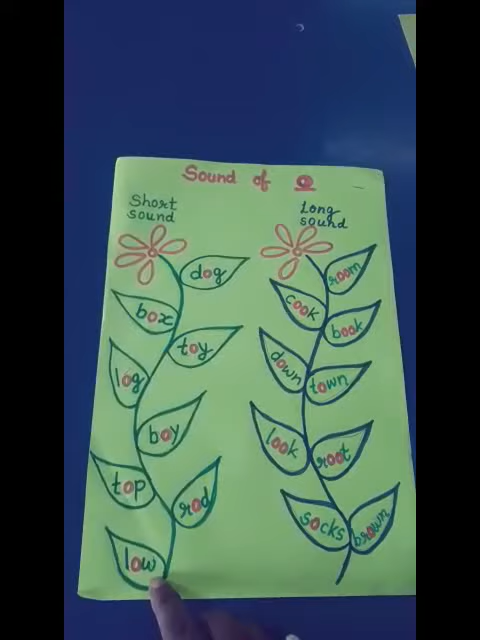 Sound of O
Short
sound
dog
box
toy
log
boy
top
rod
low
Long
sound
room
cook
book
down
town
look
root
socks
brown